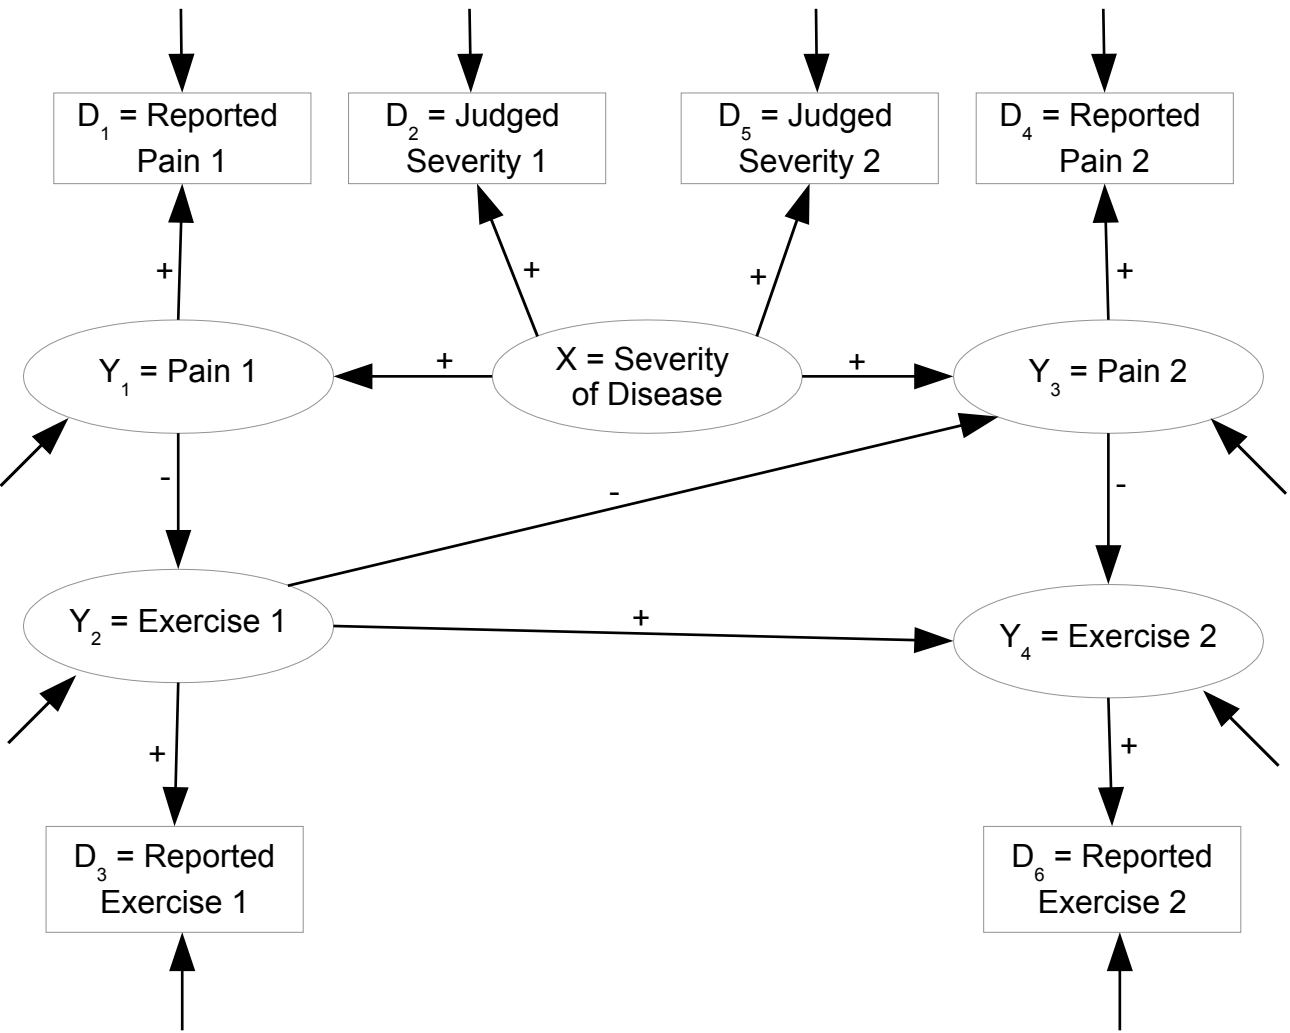 D1 = Reported
Pain 1
D2 = Judged
Severity 1
D5 = Judged
Severity 2
D4 = Reported
Pain 2
+
+
+
+
Y1 = Pain 1
+
X = Severity
of Disease
+
Y3 = Pain 2
-
-
-
Y2 = Exercise 1
+
Y4 = Exercise 2
+
+
D3 = Reported
Exercise 1
D6 = Reported
Exercise 2